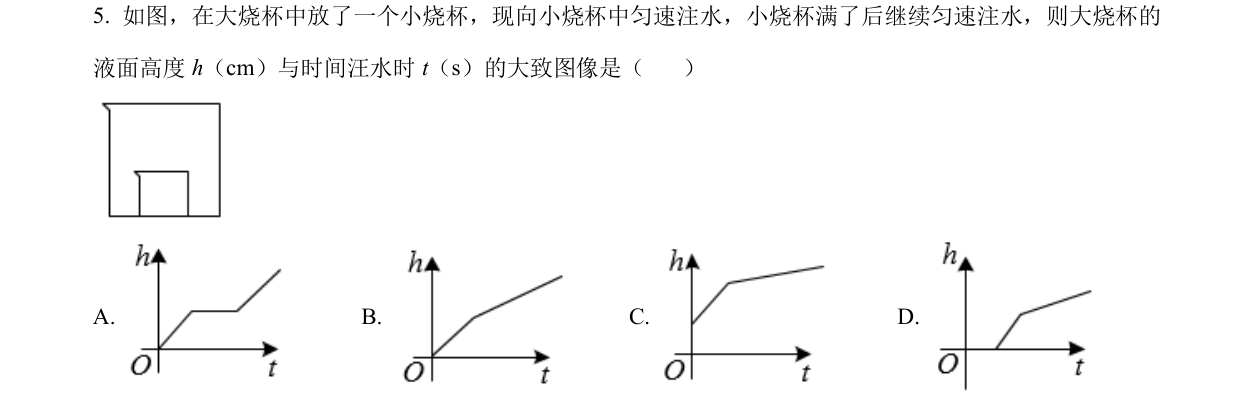 5. 如图，在大烧杯中放了一个小烧杯，现向小烧杯中匀速注水，小烧杯满了后继续匀速注水，则大烧杯的
液面高度 h（cm）与时间汪水时 t（s）的大致图像是（　　）
A. h O t B. h O t C. h O t D. h O t